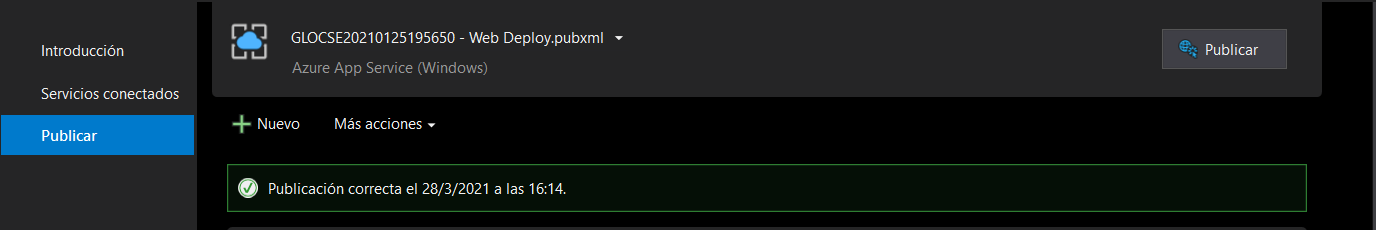 Introducción
Servicios conectados
Publicar
GLOCSE20210125195650 - Web Deploy.pubxml
Azure App Service (Windows)
Publicar
Nuevo
Más acciones
Publicación correcta el 28/3/2021 a las 16:14.